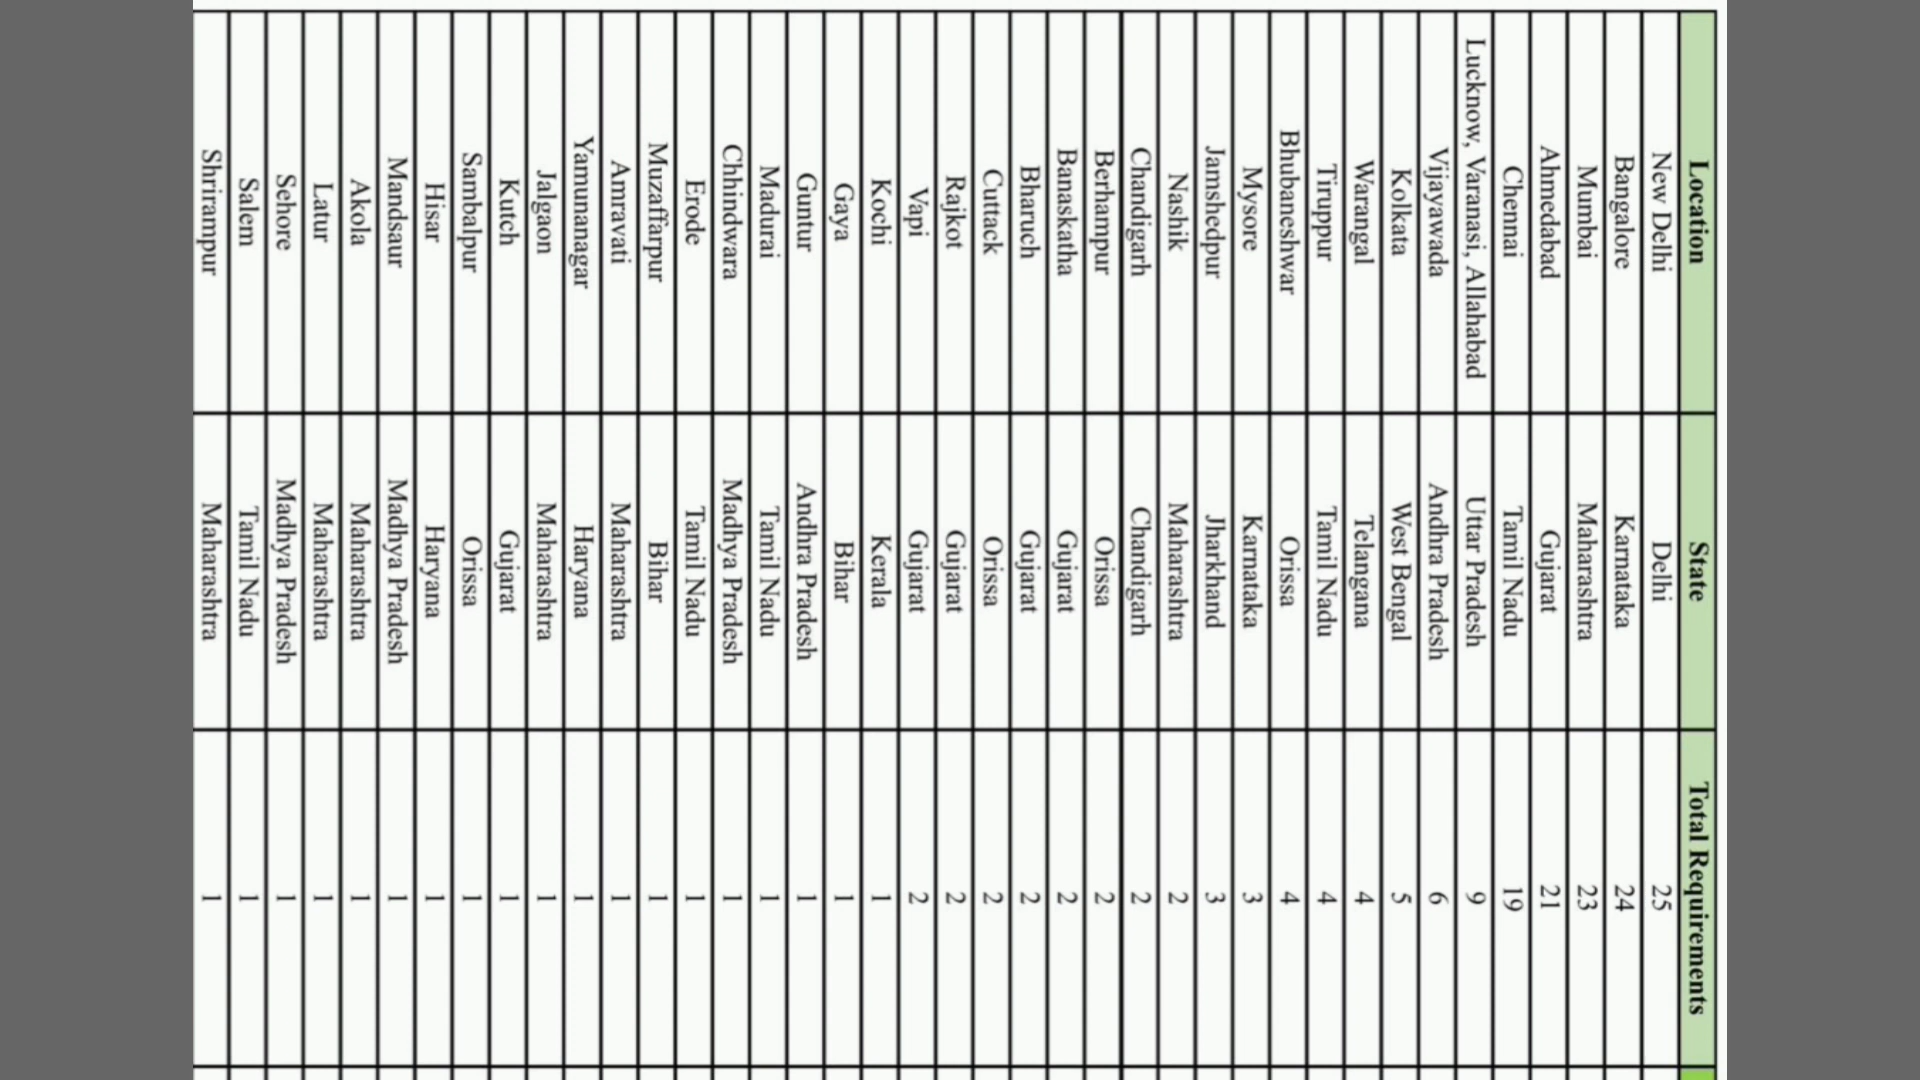 Location State Total Requirements
New Delhi Delhi 25
Bangalore Karnataka 24
Mumbai Maharashtra 23
Ahmedabad Gujarat 21
Chennai Tamil Nadu 19
Lucknow, Varanasi, Allahabad Uttar Pradesh 9
Vijayawada Andhra Pradesh 6
Kolkata West Bengal 5
Warangal Telangana 4
Tiruppur Tamil Nadu 4
Bhubaneshwar Orissa 4
Mysore Karnataka 3
Jamshedpur Jharkhand 3
Nashik Maharashtra 2
Chandigarh Chandigarh 2
Berhampur Orissa 2
Banaskatha Gujarat 2
Bharuch Gujarat 2
Cuttack Orissa 2
Rajkot Gujarat 2
Vapi Gujarat 2
Kochi Kerala 1
Gaya Bihar 1
Guntur Andhra Pradesh 1
Madurai Tamil Nadu 1
Chhindwara Madhya Pradesh 1
Erode Tamil Nadu 1
Muzaffarpur Bihar 1
Amravati Maharashtra 1
Yamunanagar Haryana 1
Jalgaon Maharashtra 1
Kutch Gujarat 1
Sambalpur Orissa 1
Hisar Haryana 1
Mandsaur Madhya Pradesh 1
Akola Maharashtra 1
Latur Maharashtra 1
Sehore Madhya Pradesh 1
Salem Tamil Nadu 1
Shrirampur Maharashtra 1